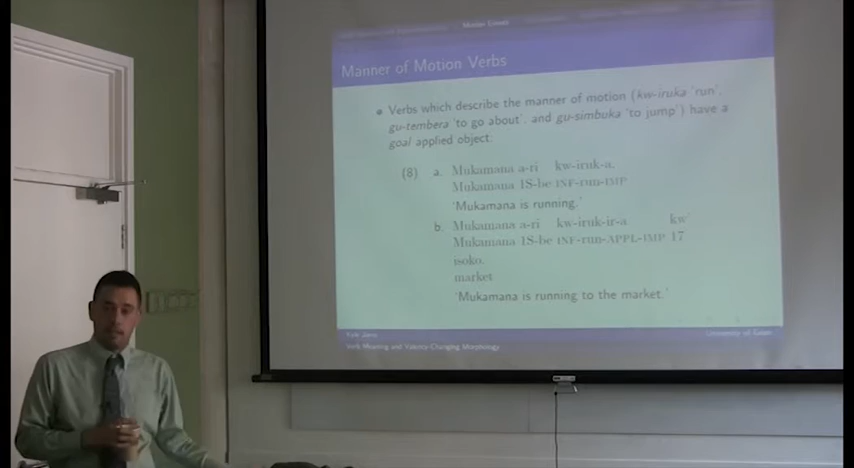 Motion Events
Manner of Motion Verbs
• Verbs which describe the manner of motion (kw-iruka 'run',
gu-tembera 'to go about', and gu-simbuka 'to jump') have a
goal applied object.
(8) a. Mukamana a-ri kw-iruk-a.
Mukamana 1S-be INF-run-IMP
'Mukamana is running.'
b. Mukamana a-ri kw-iruk-ir-a kw'
Mukamana 1S-be INF-run-APPL-IMP 17
isoko.
market
'Mukamana is running to the market.'
University of
Verb Meaning and Valency-Changing Morphology